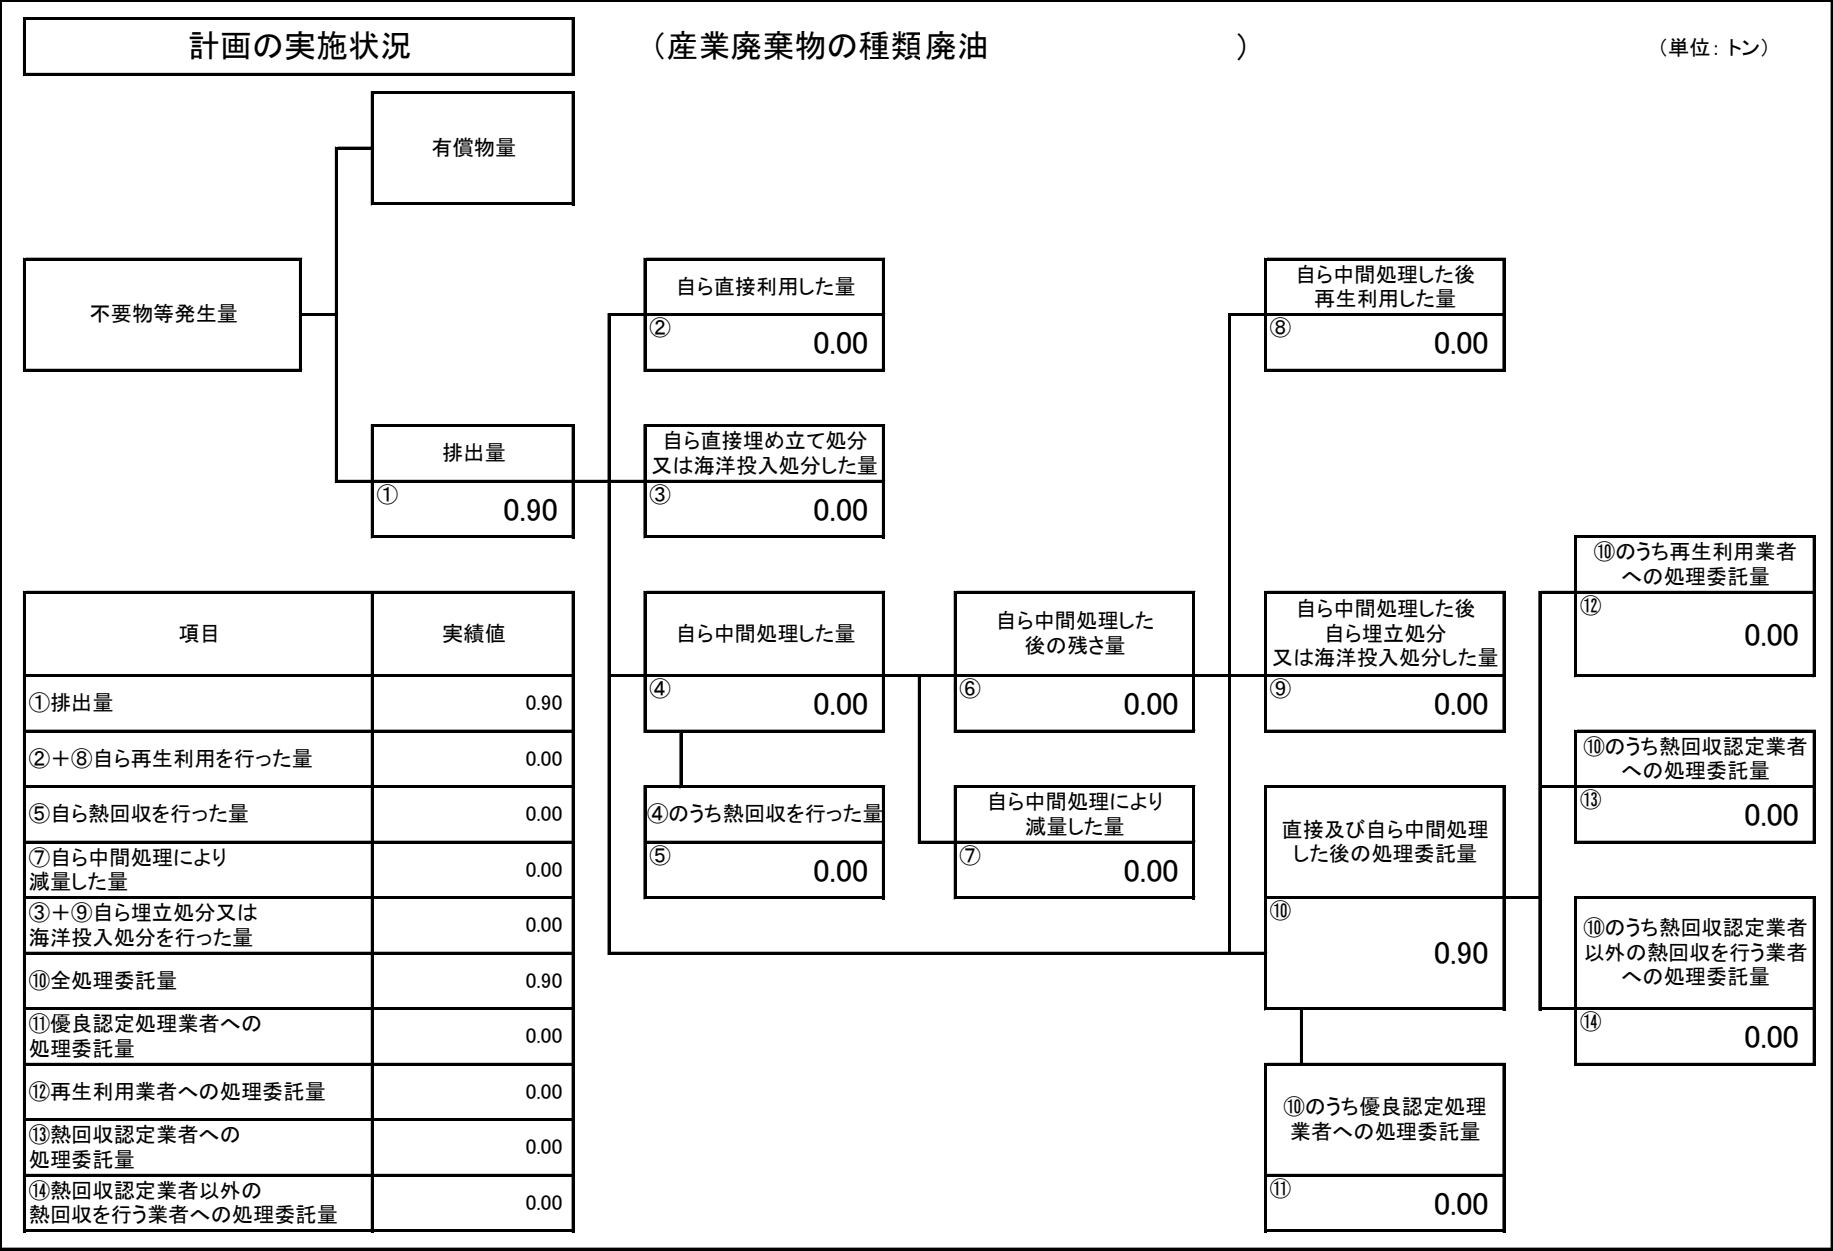 計画の実施状況
（産業廃棄物の種類廃油　　　　　　　　）
（単位：トン）
有償物量
不要物等発生量
自ら直接利用した量
②
0.00
自ら中間処理した後
再生利用した量
⑧
0.00
排出量
①
0.90
自ら直接埋め立て処分
又は海洋投入処分した量
③
0.00
⑩のうち再生利用業者
への処理委託量
⑫
0.00
自ら中間処理した量
④
0.00
自ら中間処理した
後の残さ量
⑥
0.00
自ら中間処理した後
自ら埋立処分
又は海洋投入処分した量
⑨
0.00
⑩のうち熱回収認定業者
への処理委託量
⑬
0.00
④のうち熱回収を行った量
⑤
0.00
自ら中間処理により
減量した量
⑦
0.00
直接及び自ら中間処理
した後の処理委託量
⑩
0.90
⑩のうち熱回収認定業者
以外の熱回収を行う業者
への処理委託量
⑭
0.00
⑩のうち優良認定処理
業者への処理委託量
⑪
0.00
項目 実績値
①排出量 0.90
②＋⑧自ら再生利用を行った量 0.00
⑤自ら熱回収を行った量 0.00
⑦自ら中間処理により
減量した量 0.00
③＋⑨自ら埋立処分又は
海洋投入処分を行った量 0.00
⑩全処理委託量 0.90
⑪優良認定処理業者への
処理委託量 0.00
⑫再生利用業者への処理委託量 0.00
⑬熱回収認定業者への
処理委託量 0.00
⑭熱回収認定業者以外の
熱回収を行う業者への処理委託量 0.00